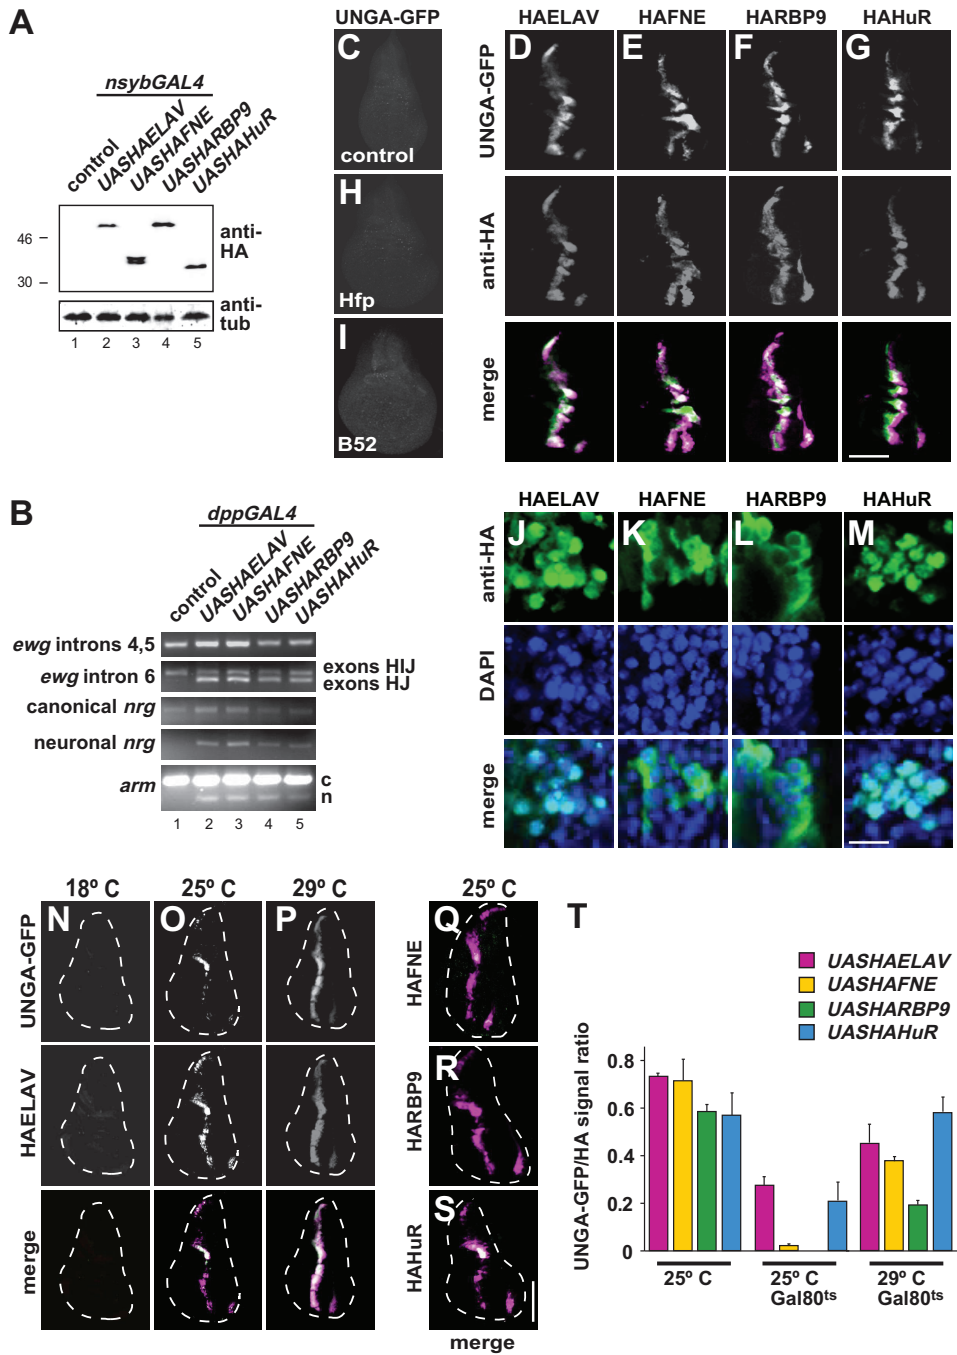 A
nsybGAL4
control
UASHAELAV
UASHAFNE
UASHARBP9
UASHAHuR
46
30
anti-
HA
anti-
tub
1 2 3 4 5
UNGA-GFP
C
control
H
Hfp
I
B52
HAELAV HAFNE HARBP9 HAHuR
D E F G
UNGA-GFP
anti-HA
merge
B
dppGAL4
control
UASHAELAV
UASHAFNE
UASHARBP9
UASHAHuR
ewg introns 4,5
ewg intron 6
exons HIJ
exons HJ
canonical nrg
neuronal nrg
arm
c
n
1 2 3 4 5
HAELAV HAFNE HARBP9 HAHuR
J K L M
anti-HA
DAPI
merge
18º C 25º C 29º C
N O P
UNGA-GFP
HAELAV
merge
25º C
Q
HAFNE
R
HARBP9
S
HAHuR
merge
T
UASHAELAV
UASHAFNE
UASHARBP9
UASHAHuR
UNGA-GFP/HA signal ratio
0.8
0.6
0.4
0.2
0
25º C
25º C
Gal80ts
29º C
Gal80ts